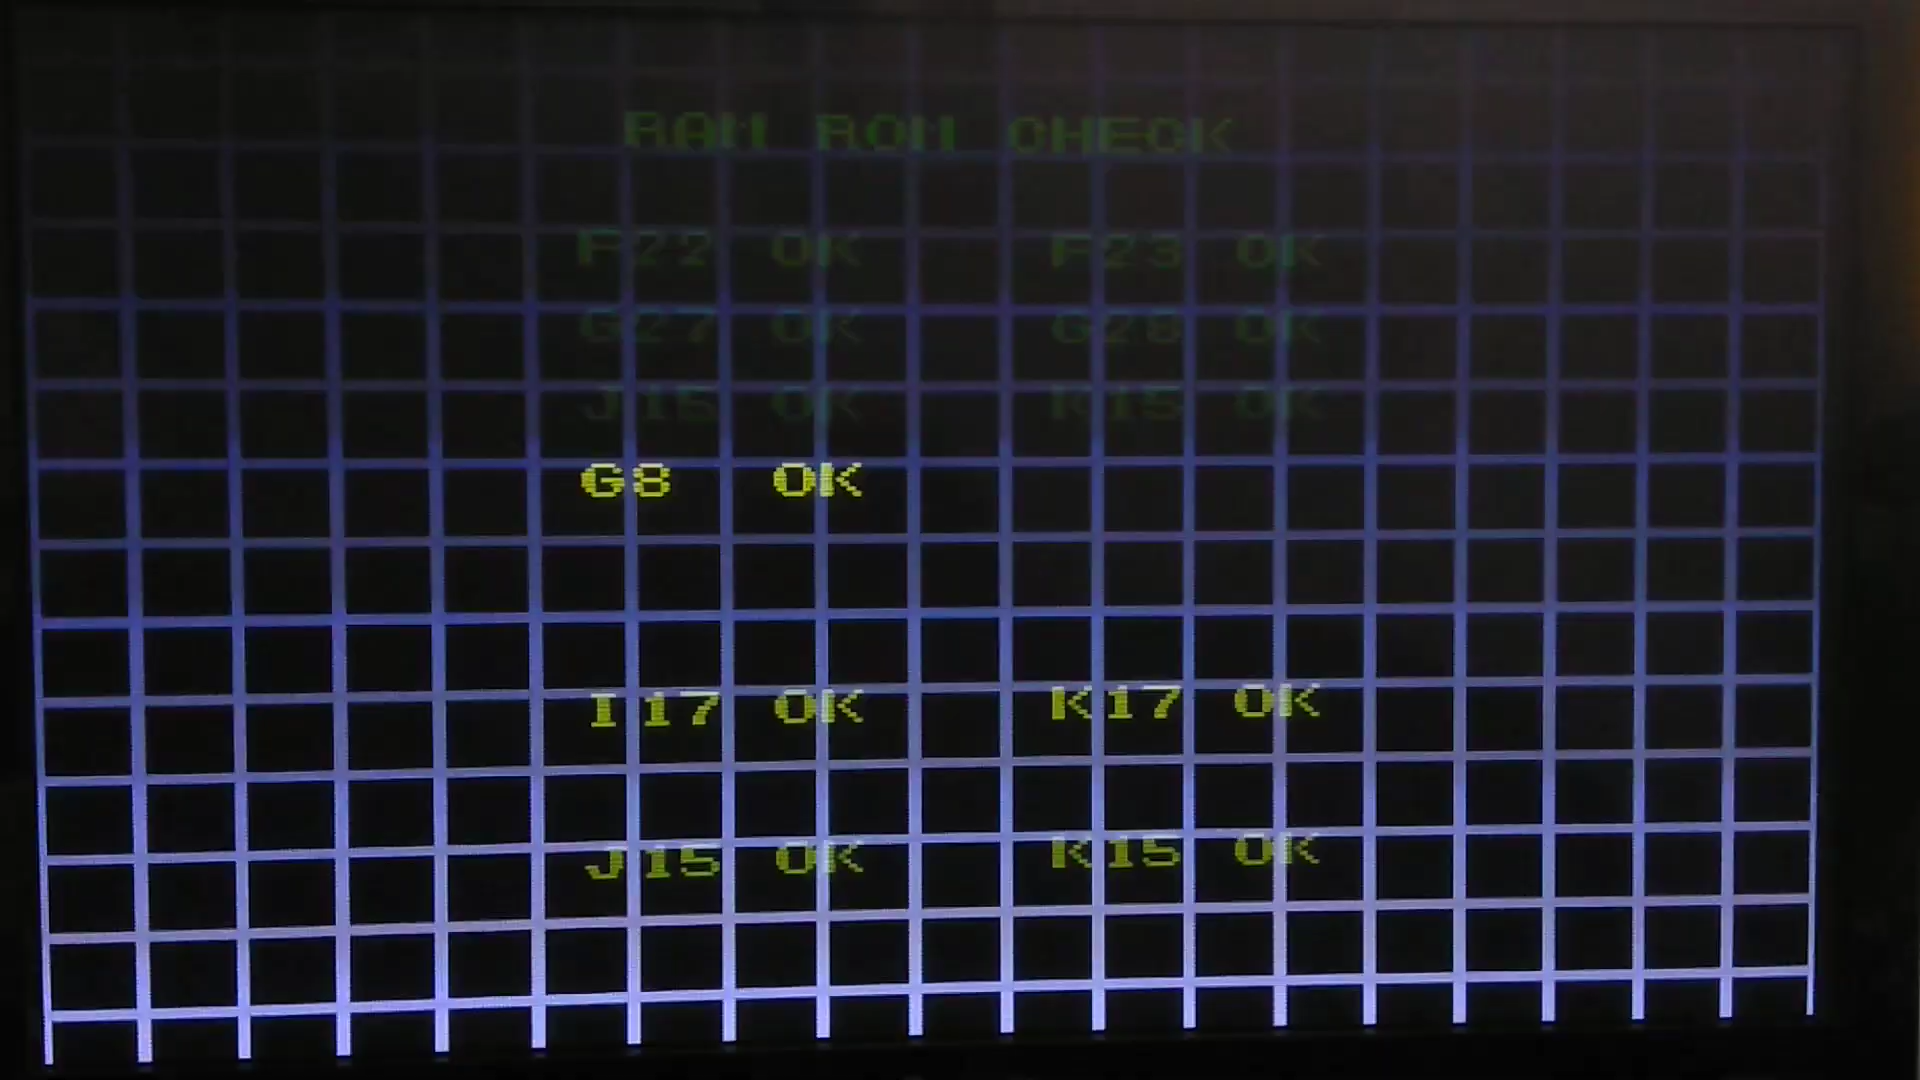 RAM ROM CHECK
F22 OK F23 OK
G27 OK G28 OK
J15 OK K15 OK
G8 OK
I17 OK K17 OK
J15 OK K15 OK